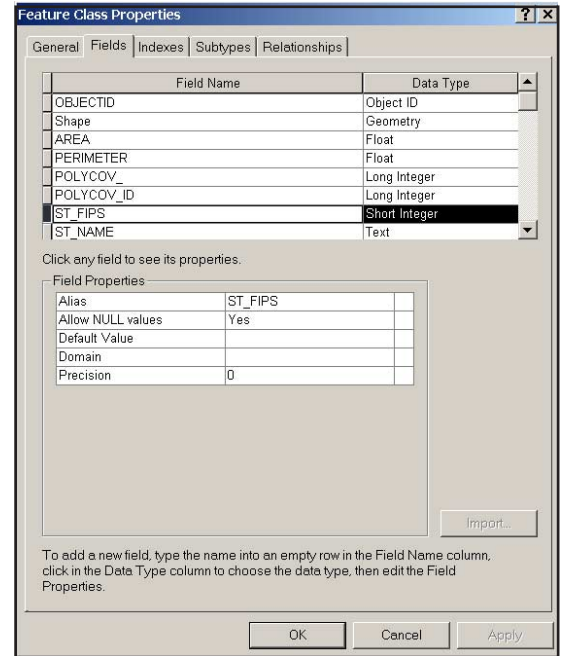 Feature Class Properties
General Fields Indexes Subtypes Relationships
Field Name Data Type
OBJECTID Object ID
Shape Geometry
AREA Float
PERIMETER Float
POLYCOV_ Long Integer
POLYCOV_ID Long Integer
ST_FIPS Short Integer
ST_NAME Text
Click any field to see its properties.
Field Properties
Alias ST_FIPS
Allow NULL values Yes
Default Value
Domain
Precision 0
Import...
To add a new field, type the name into an empty row in the Field Name column,
click in the Data Type column to choose the data type, then edit the Field
Properties.
OK Cancel Apply